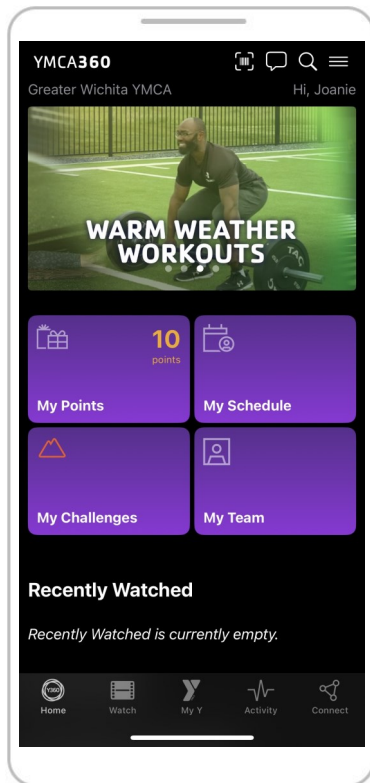 YMCA360
Greater Wichita YMCA
Hi, Joanie
WARM WEATHER
WORKOUTS
10
points
My Points
My Schedule
My Challenges
My Team
Recently Watched
Recently Watched is currently empty.
Y360
Home
Watch
My Y
Activity
Connect